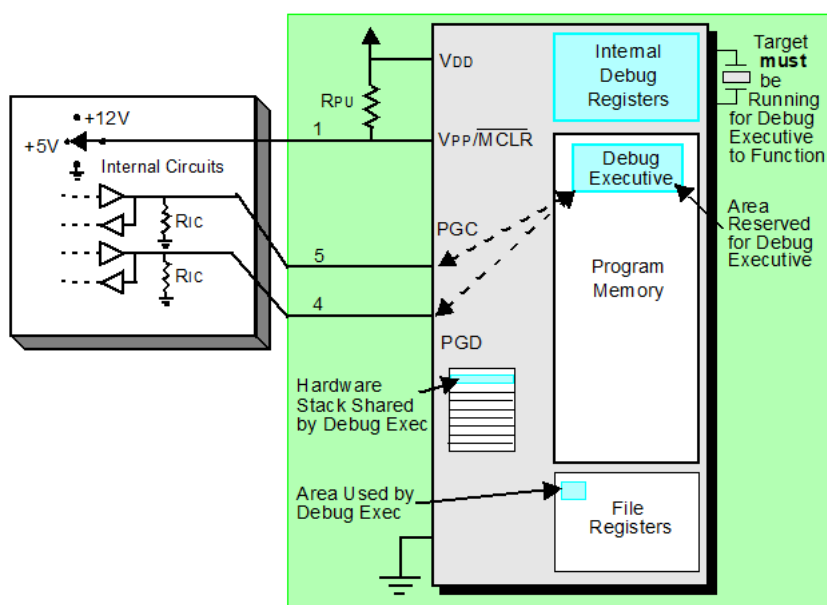 +12V
+5V
Internal Circuits
RIC
RIC
1
5
4
RPU
VDD
VPP/MCLR
PGC
PGD
Internal
Debug
Registers
Debug
Executive
Program
Memory
File
Registers
Target
must
be
Running
for Debug
Executive
to Function
Area
Reserved
for Debug
Executive
Hardware
Stack Shared
by Debug Exec
Area Used by
Debug Exec